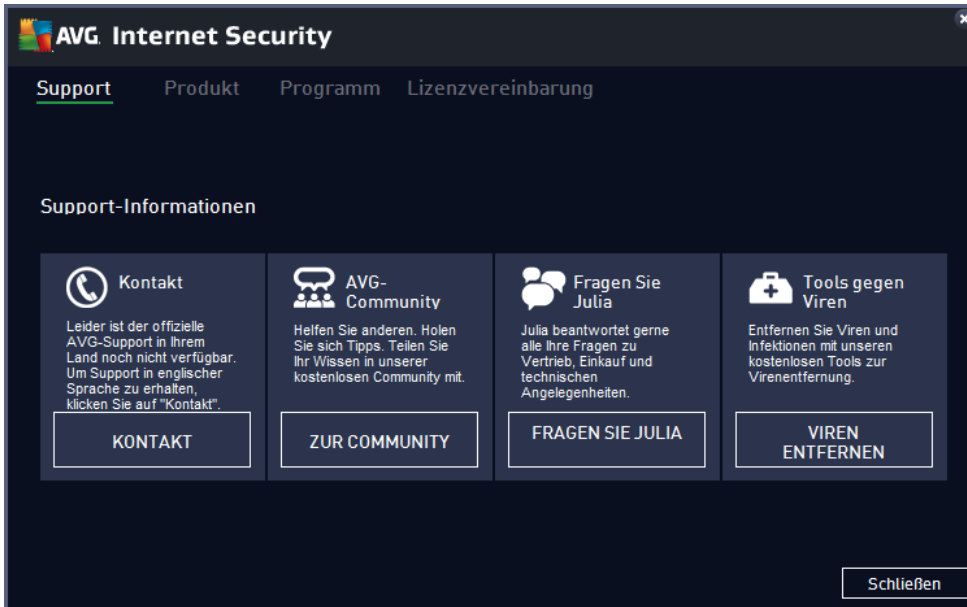 AVG. Internet Security
Support Produkt Programm Lizenzvereinbarung
Support-Informationen
Kontakt
Leider ist der offizielle
AVG-Support in Ihrem
Land noch nicht verfügbar.
Um Support in englischer
Sprache zu erhalten,
klicken Sie auf "Kontakt".
KONTAKT
AVG-
Community
Helfen Sie anderen. Holen
Sie sich Tipps. Teilen Sie
Ihr Wissen in unserer
kostenlosen Community mit.
ZUR COMMUNITY
Fragen Sie
Julia
Julia beantwortet gerne
alle Ihre Fragen zu
Vertrieb, Einkauf und
technischen
Angelegenheiten.
FRAGEN SIE JULIA
Tools gegen
Viren
Entfernen Sie Viren und
Infektionen mit unseren
kostenlosen Tools zur
Virenentfernung.
VIREN
ENTFERNEN
Schließen